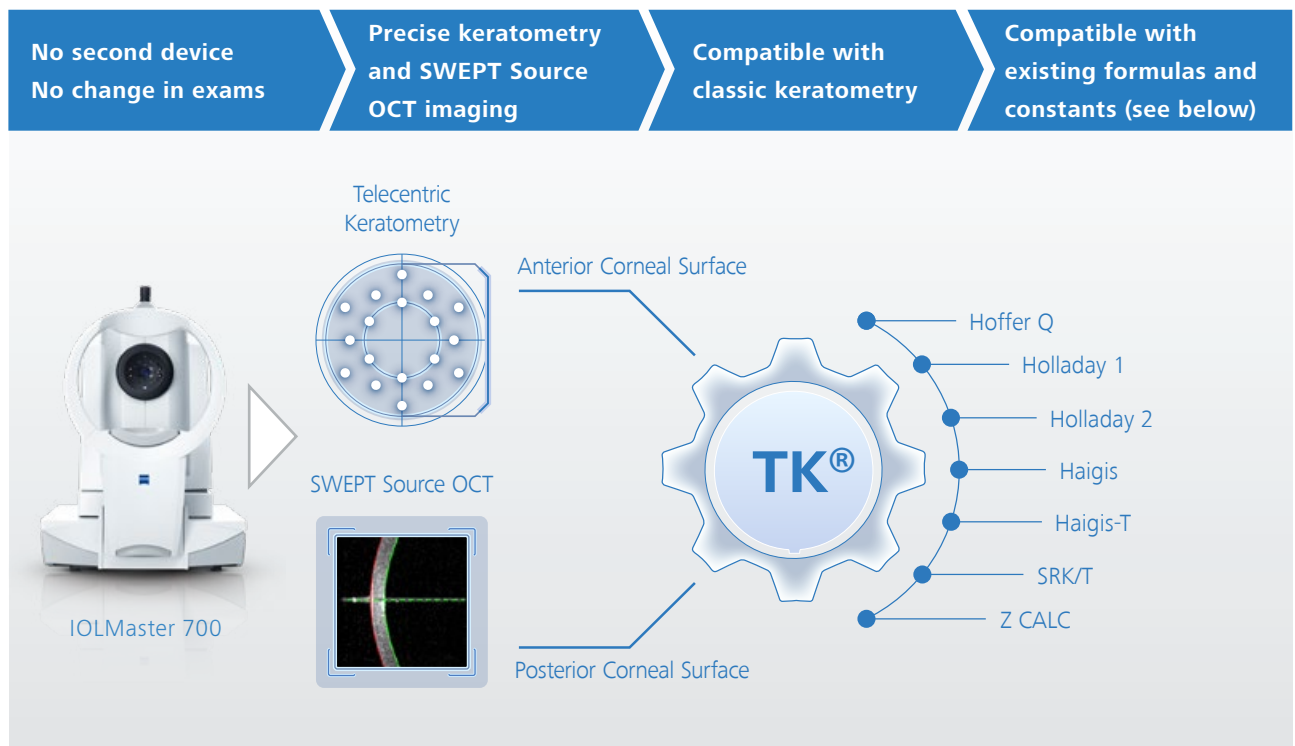 No second device
No change in exams
Precise keratometry
and SWEPT Source
OCT imaging
Compatible with
classic keratometry
Compatible with
existing formulas and
constants (see below)
Telecentric
Keratometry
Anterior Corneal Surface
SWEPT Source OCT
IOLMaster 700
Posterior Corneal Surface
TK®
Hoffer Q
Holladay 1
Holladay 2
Haigis
Haigis-T
SRK/T
Z CALC